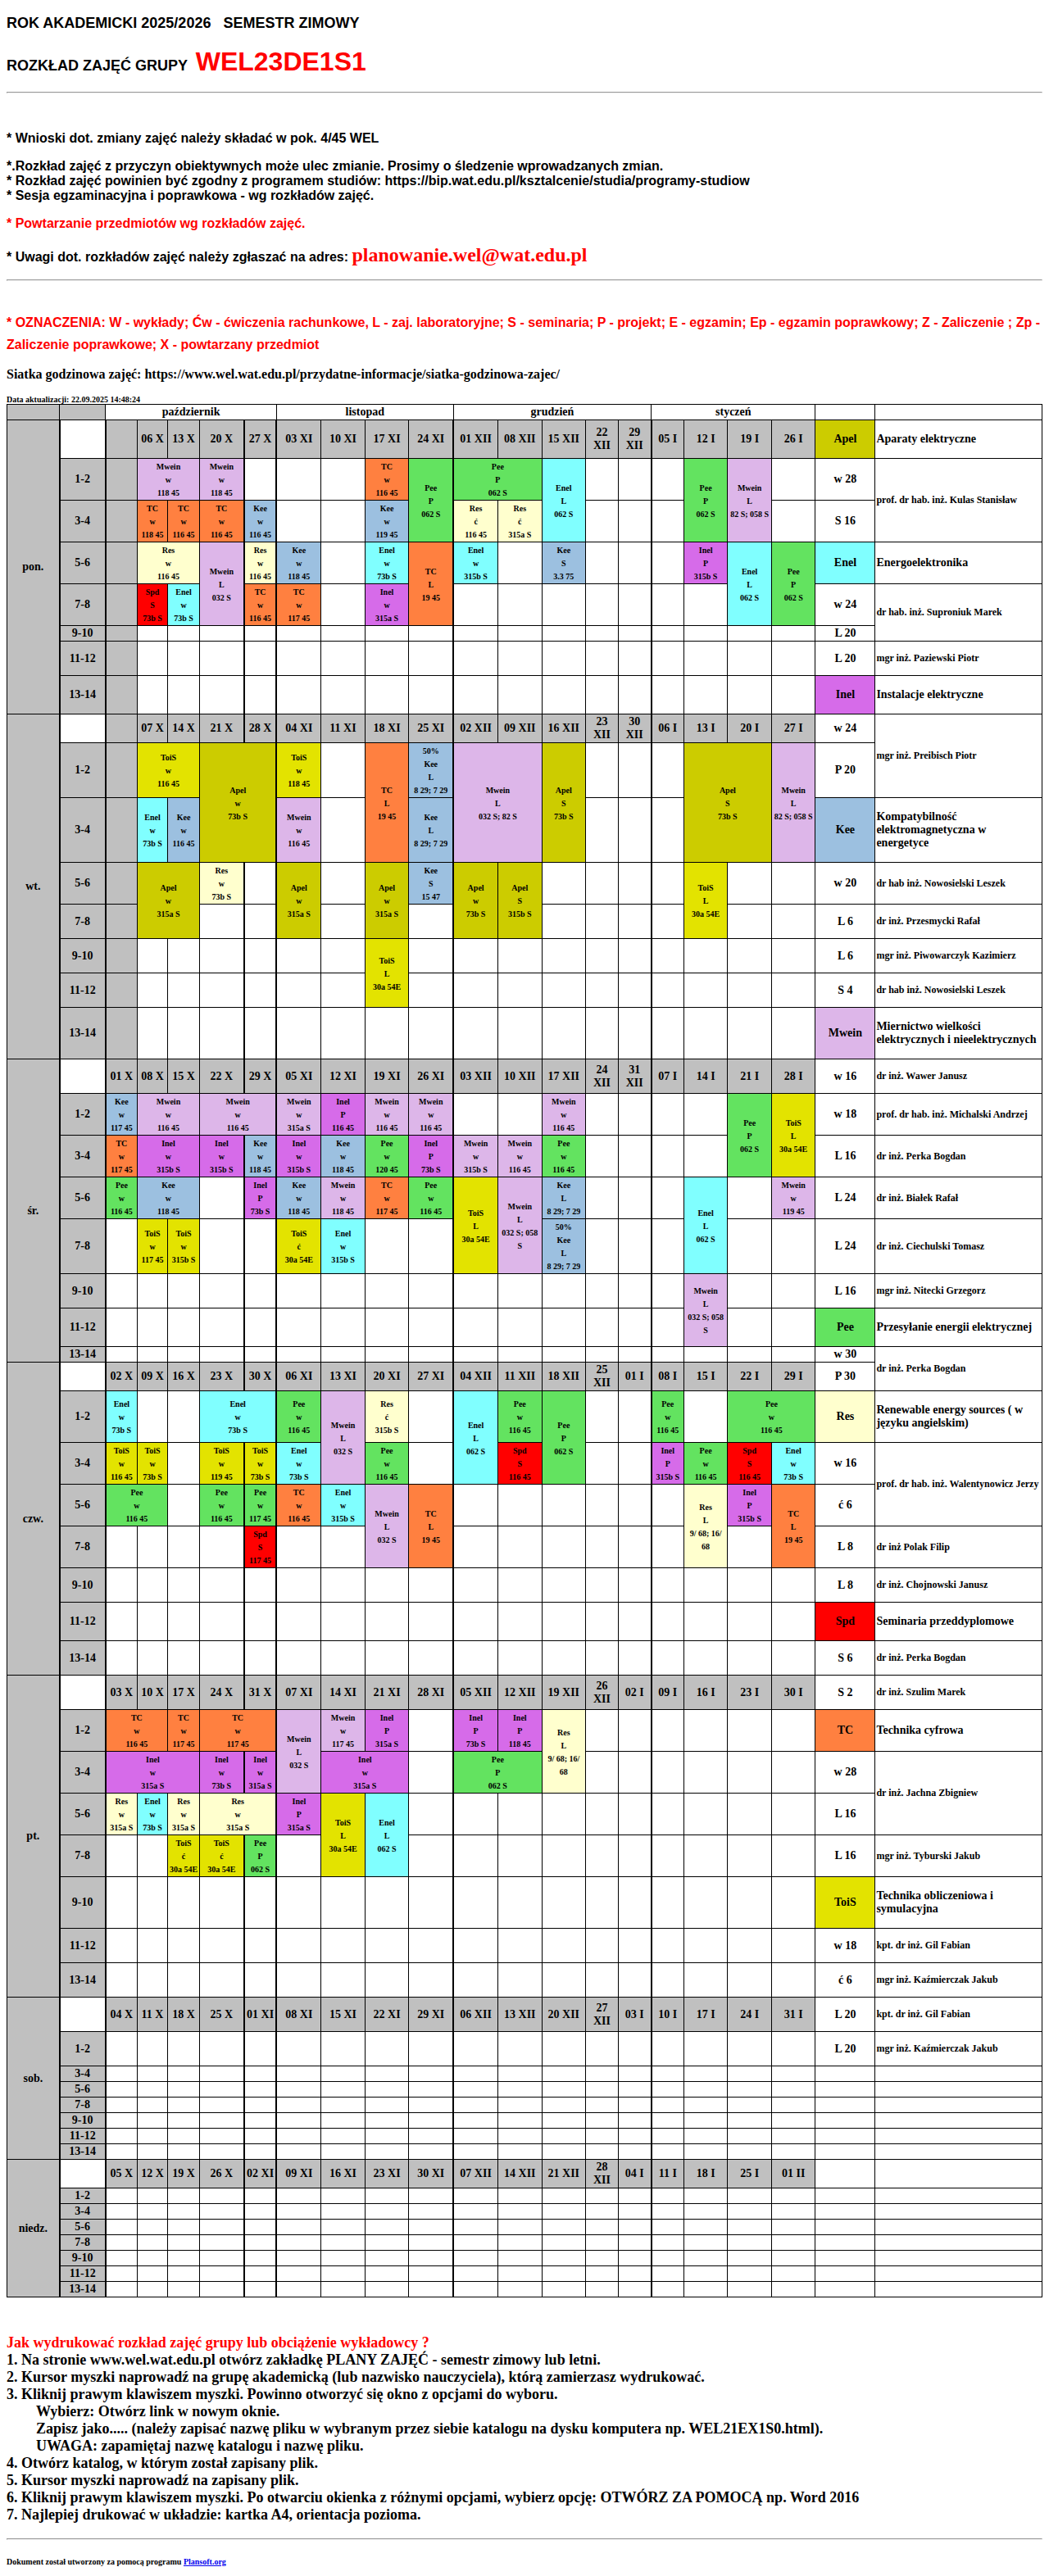 ROK AKADEMICKI 2025/2026 SEMESTR ZIMOWY
ROZKŁAD ZAJĘĆ GRUPY WEL23DE1S1
* Wnioski dot. zmiany zajęć należy składać w pok. 4/45 WEL
*.Rozkład zajęć z przyczyn obiektywnych może ulec zmianie. Prosimy o śledzenie wprowadzanych zmian.
* Rozkład zajęć powinien być zgodny z programem studiów: https://bip.wat.edu.pl/ksztalcenie/studia/programy-studiow
* Sesja egzaminacyjna i poprawkowa - wg rozkładów zajęć.
* Powtarzanie przedmiotów wg rozkładów zajęć.
* Uwagi dot. rozkładów zajęć należy zgłaszać na adres: planowanie.wel@wat.edu.pl
* OZNACZENIA: W - wykłady; Ćw - ćwiczenia rachunkowe, L - zaj. laboratoryjne; S - seminaria; P - projekt; E - egzamin; Ep - egzamin poprawkowy; Z - Zaliczenie ; Zp -
Zaliczenie poprawkowe; X - powtarzany przedmiot
Siatka godzinowa zajęć: https://www.wel.wat.edu.pl/przydatne-informacje/siatka-godzinowa-zajec/
Data aktualizacji: 22.09.2025 14:48:24
październik listopad grudzień styczeń
pon. 06 X 13 X 20 X 27 X 03 XI 10 XI 17 XI 24 XI 01 XII 08 XII 15 XII 22 XII 29 XII 05 I 12 I 19 I 26 I Apel Aparaty elektryczne
1-2 Mwein w 118 45 Mwein w 118 45 TC w 116 45 Pee P 062 S Pee P 062 S Enel L 062 S Pee P 062 S Mwein L 82 S; 058 S w 28 prof. dr hab. inż. Kulas Stanisław
3-4 TC w 118 45 TC w 116 45 TC w 116 45 Kee w 116 45 Kee w 119 45 Res ć 116 45 Res ć 315a S S 16
5-6 Res w 116 45 Mwein L 032 S Res w 116 45 Kee w 118 45 Enel w 73b S TC L 19 45 Enel w 315b S Kee S 3.3 75 Inel P 315b S Enel L 062 S Pee P 062 S Enel Energoelektronika
7-8 Spd S 73b S Enel w 73b S TC w 116 45 TC w 117 45 Inel w 315a S w 24 dr hab. inż. Suproniuk Marek
9-10 L 20
11-12 L 20 mgr inż. Paziewski Piotr
13-14 Inel Instalacje elektryczne
wt. 07 X 14 X 21 X 28 X 04 XI 11 XI 18 XI 25 XI 02 XII 09 XII 16 XII 23 XII 30 XII 06 I 13 I 20 I 27 I w 24 mgr inż. Preibisch Piotr
1-2 ToiS w 116 45 Apel w 73b S ToiS w 118 45 TC L 19 45 50% Kee L 8 29; 7 29 Mwein L 032 S; 82 S Apel S 73b S Apel S 73b S Mwein L 82 S; 058 S P 20
3-4 Enel w 73b S Kee w 116 45 Mwein w 116 45 Kee L 8 29; 7 29 Kee Kompatybilność elektromagnetyczna w energetyce
5-6 Apel w 315a S Res w 73b S Apel w 315a S Apel w 315a S Kee S 15 47 Apel w 73b S Apel S 315b S ToiS L 30a 54E w 20 dr hab inż. Nowosielski Leszek
7-8 L 6 dr inż. Przesmycki Rafał
9-10 ToiS L 30a 54E L 6 mgr inż. Piwowarczyk Kazimierz
11-12 S 4 dr hab inż. Nowosielski Leszek
13-14 Mwein Miernictwo wielkości elektrycznych i nieelektrycznych
śr. 01 X 08 X 15 X 22 X 29 X 05 XI 12 XI 19 XI 26 XI 03 XII 10 XII 17 XII 24 XII 31 XII 07 I 14 I 21 I 28 I w 16 dr inż. Wawer Janusz
1-2 Kee w 117 45 Mwein w 116 45 Mwein w 116 45 Mwein w 315a S Inel P 116 45 Mwein w 116 45 Mwein w 116 45 Mwein w 116 45 Pee P 062 S ToiS L 30a 54E w 18 prof. dr hab. inż. Michalski Andrzej
3-4 TC w 117 45 Inel w 315b S Inel w 315b S Kee w 118 45 Inel w 315b S Kee w 118 45 Pee w 120 45 Inel P 73b S Mwein w 315b S Mwein w 116 45 Pee w 116 45 L 16 dr inż. Perka Bogdan
5-6 Pee w 116 45 Kee w 118 45 Inel P 73b S Kee w 118 45 Mwein w 118 45 TC w 117 45 Pee w 116 45 ToiS L 30a 54E Mwein L 032 S; 058 S Kee L 8 29; 7 29 Enel L 062 S Mwein w 119 45 L 24 dr inż. Białek Rafał
7-8 ToiS w 117 45 ToiS w 315b S ToiS ć 30a 54E Enel w 315b S 50% Kee L 8 29; 7 29 L 24 dr inż. Ciechulski Tomasz
9-10 Mwein L 032 S; 058 S L 16 mgr inż. Nitecki Grzegorz
11-12 Pee Przesyłanie energii elektrycznej
13-14 w 30 dr inż. Perka Bogdan
czw. 02 X 09 X 16 X 23 X 30 X 06 XI 13 XI 20 XI 27 XI 04 XII 11 XII 18 XII 25 XII 01 I 08 I 15 I 22 I 29 I P 30
1-2 Enel w 73b S Enel w 73b S Pee w 116 45 Mwein L 032 S Res ć 315b S Enel L 062 S Pee w 116 45 Pee P 062 S Pee w 116 45 Pee w 116 45 Res Renewable energy sources ( w języku angielskim)
3-4 ToiS w 116 45 ToiS w 73b S ToiS w 119 45 ToiS w 73b S Enel w 73b S Pee w 116 45 Spd S 116 45 Inel P 315b S Pee w 116 45 Spd S 116 45 Enel w 73b S w 16 prof. dr hab. inż. Walentynowicz Jerzy
5-6 Pee w 116 45 Pee w 116 45 Pee w 117 45 TC w 116 45 Enel w 315b S Mwein L 032 S TC L 19 45 Res L 9/ 68; 16/ 68 Inel P 315b S TC L 19 45 ć 6
7-8 Spd S 117 45 L 8 dr inż Polak Filip
9-10 L 8 dr inż. Chojnowski Janusz
11-12 Spd Seminaria przeddyplomowe
13-14 S 6 dr inż. Perka Bogdan
pt. 03 X 10 X 17 X 24 X 31 X 07 XI 14 XI 21 XI 28 XI 05 XII 12 XII 19 XII 26 XII 02 I 09 I 16 I 23 I 30 I S 2 dr inż. Szulim Marek
1-2 TC w 116 45 TC w 117 45 TC w 117 45 Mwein L 032 S Mwein w 117 45 Inel P 315a S Inel P 73b S Inel P 118 45 Res L 9/ 68; 16/ 68 TC Technika cyfrowa
3-4 Inel w 315a S Inel w 73b S Inel w 315a S Inel w 315a S Pee P 062 S w 28 dr inż. Jachna Zbigniew
5-6 Res w 315a S Enel w 73b S Res w 315a S Res w 315a S Inel P 315a S ToiS L 30a 54E Enel L 062 S L 16
7-8 ToiS ć 30a 54E ToiS ć 30a 54E Pee P 062 S L 16 mgr inż. Tyburski Jakub
9-10 ToiS Technika obliczeniowa i symulacyjna
11-12 w 18 kpt. dr inż. Gil Fabian
13-14 ć 6 mgr inż. Kaźmierczak Jakub
sob. 04 X 11 X 18 X 25 X 01 XI 08 XI 15 XI 22 XI 29 XI 06 XII 13 XII 20 XII 27 XII 03 I 10 I 17 I 24 I 31 I L 20 kpt. dr inż. Gil Fabian
1-2 L 20 mgr inż. Kaźmierczak Jakub
3-4
5-6
7-8
9-10
11-12
13-14
niedz. 05 X 12 X 19 X 26 X 02 XI 09 XI 16 XI 23 XI 30 XI 07 XII 14 XII 21 XII 28 XII 04 I 11 I 18 I 25 I 01 II
1-2
3-4
5-6
7-8
9-10
11-12
13-14
Jak wydrukować rozkład zajęć grupy lub obciążenie wykładowcy ?
1. Na stronie www.wel.wat.edu.pl otwórz zakładkę PLANY ZAJĘĆ - semestr zimowy lub letni.
2. Kursor myszki naprowadź na grupę akademicką (lub nazwisko nauczyciela), którą zamierzasz wydrukować.
3. Kliknij prawym klawiszem myszki. Powinno otworzyć się okno z opcjami do wyboru.
Wybierz: Otwórz link w nowym oknie.
Zapisz jako..... (należy zapisać nazwę pliku w wybranym przez siebie katalogu na dysku komputera np. WEL21EX1S0.html).
UWAGA: zapamiętaj nazwę katalogu i nazwę pliku.
4. Otwórz katalog, w którym został zapisany plik.
5. Kursor myszki naprowadź na zapisany plik.
6. Kliknij prawym klawiszem myszki. Po otwarciu okienka z różnymi opcjami, wybierz opcję: OTWÓRZ ZA POMOCĄ np. Word 2016
7. Najlepiej drukować w układzie: kartka A4, orientacja pozioma.
Dokument został utworzony za pomocą programu Plansoft.org